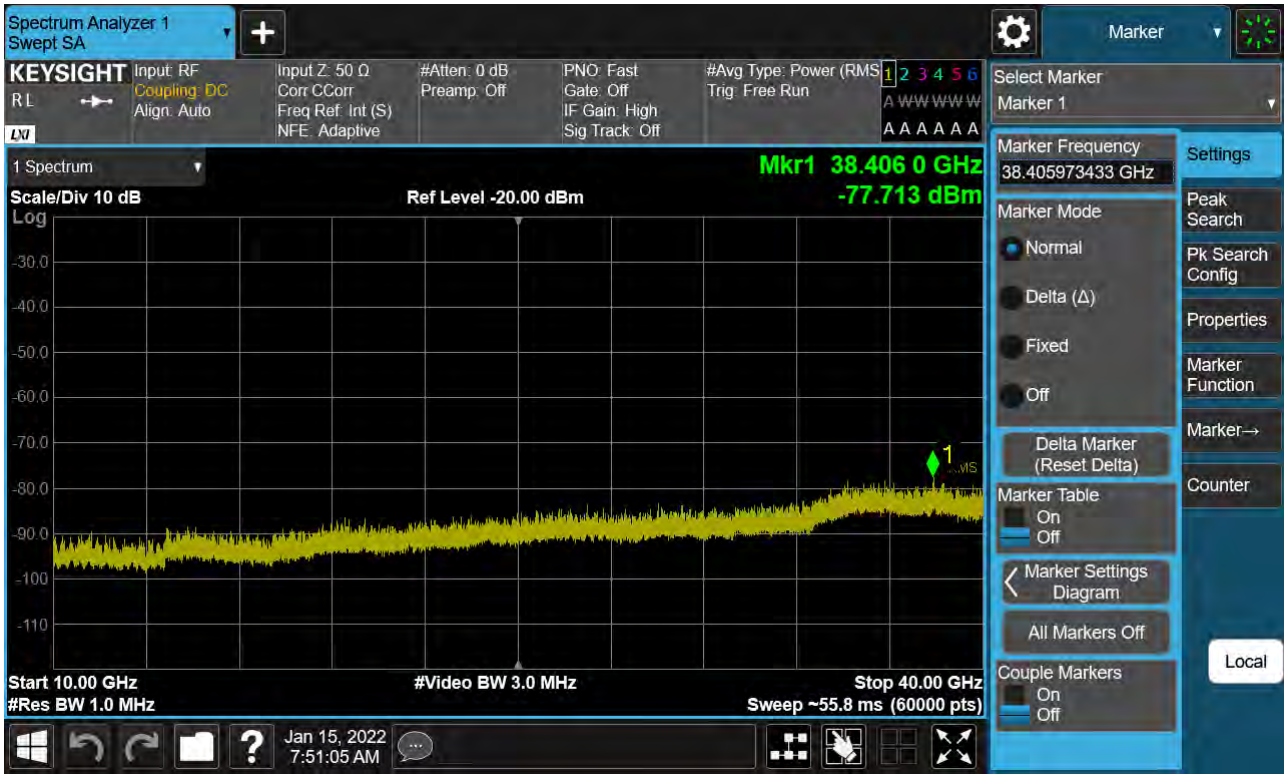 Spectrum Analyzer 1
Swept SA
Marker
KEYSIGHT
RL
LXI
Input: RF
Coupling: DC
Align: Auto
Input Z: 50 Ω
Corr CCorr
Freq Ref: Int (S)
NFE: Adaptive
#Atten: 0 dB
Preamp: Off
PNO: Fast
Gate: Off
IF Gain: High
Sig Track: Off
#Avg Type: Power (RMS
Trig: Free Run
1 2 3 4 5 6
A W W W W W
A A A A A A
Select Marker
Marker 1
1 Spectrum
Mkr1 38.406 0 GHz
-77.713 dBm
Scale/Div 10 dB
Ref Level -20.00 dBm
Log
-30.0
-40.0
-50.0
-60.0
-70.0
-80.0
-90.0
-100
-110
1
Start 10.00 GHz
#Video BW 3.0 MHz
Stop 40.00 GHz
#Res BW 1.0 MHz
Sweep ~55.8 ms (60000 pts)
Marker Frequency
38.405973433 GHz
Marker Mode
Normal
Delta (Δ)
Fixed
Off
Delta Marker
(Reset Delta)
Marker Table
On
Off
Marker Settings
Diagram
All Markers Off
Couple Markers
On
Off
Settings
Peak
Search
Pk Search
Config
Properties
Marker
Function
Marker→
Counter
Local
?
Jan 15, 2022
7:51:05 AM